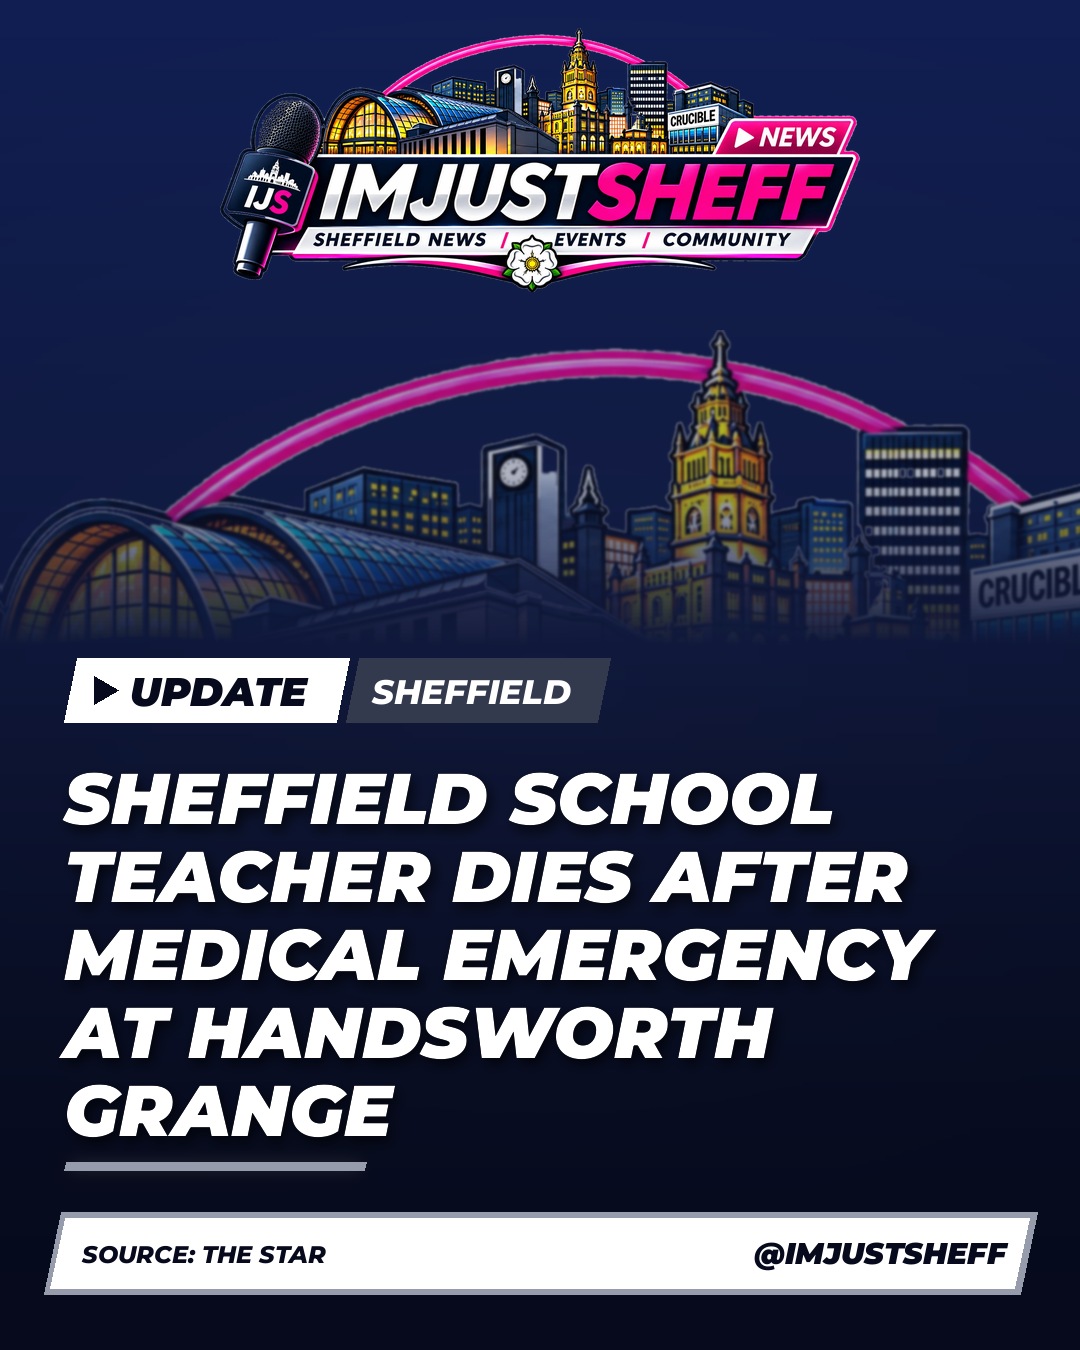 CRUCIBLE
NEWS
IJS
IMJUSTSHEFF
SHEFFIELD NEWS / EVENTS / COMMUNITY
CRUCIBL
UPDATE
SHEFFIELD
SHEFFIELD SCHOOL
TEACHER DIES AFTER
MEDICAL EMERGENCY
AT HANDSWORTH
GRANGE
SOURCE: THE STAR
@IMJUSTSHEFF